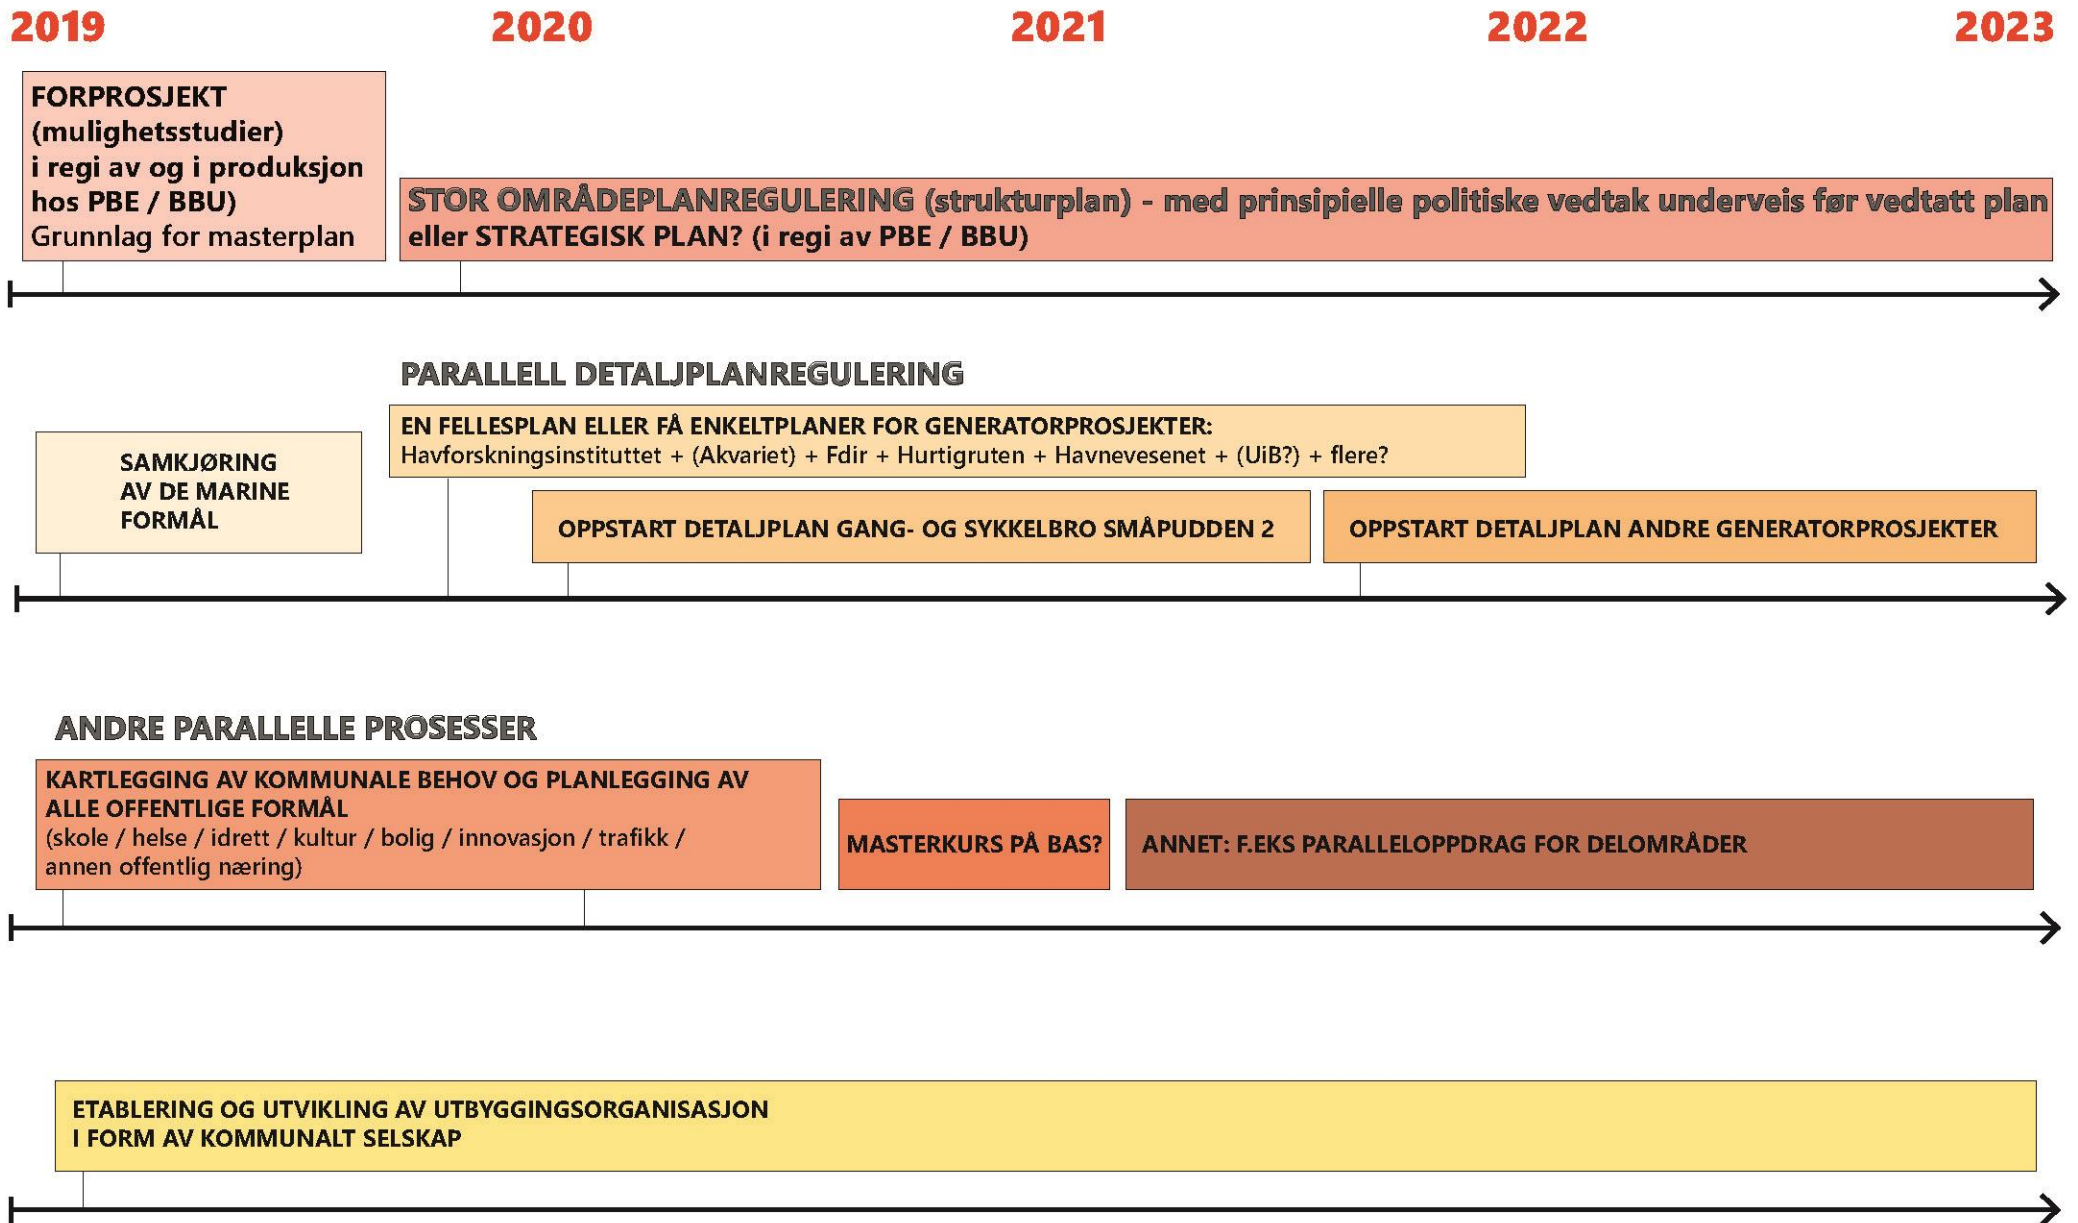 2019 2020 2021 2022 2023
FORPROSJEKT
(mulighetsstudier)
i regi av og i produksjon
hos PBE / BBU)
Grunnlag for masterplan
STOR OMRÅDEPLANREGULERING (strukturplan) - med prinsipielle politiske vedtak underveis før vedtatt plan
eller STRATEGISK PLAN? (i regi av PBE / BBU)
PARALLELL DETALJPLANREGULERING
EN FELLESPLAN ELLER FÅ ENKELTPLANER FOR GENERATORPROSJEKTER:
Havforskningsinstituttet + (Akvariet) + Fdir + Hurtigruten + Havnevesenet + (UiB?) + flere?
SAMKJØRING
AV DE MARINE
FORMÅL
OPPSTART DETALJPLAN GANG- OG SYKKELBRO SMÅPUDDEN 2
OPPSTART DETALJPLAN ANDRE GENERATORPROSJEKTER
ANDRE PARALLELLE PROSESSER
KARTLEGGING AV KOMMUNALE BEHOV OG PLANLEGGING AV
ALLE OFFENTLIGE FORMÅL
(skole / helse / idrett / kultur / bolig / innovasjon / trafikk /
annen offentlig næring)
MASTERKURS PÅ BAS?
ANNET: F.EKS PARALLELOPPDRAG FOR DELOMRÅDER
ETABLERING OG UTVIKLING AV UTBYGGINGSORGANISASJON
I FORM AV KOMMUNALT SELSKAP